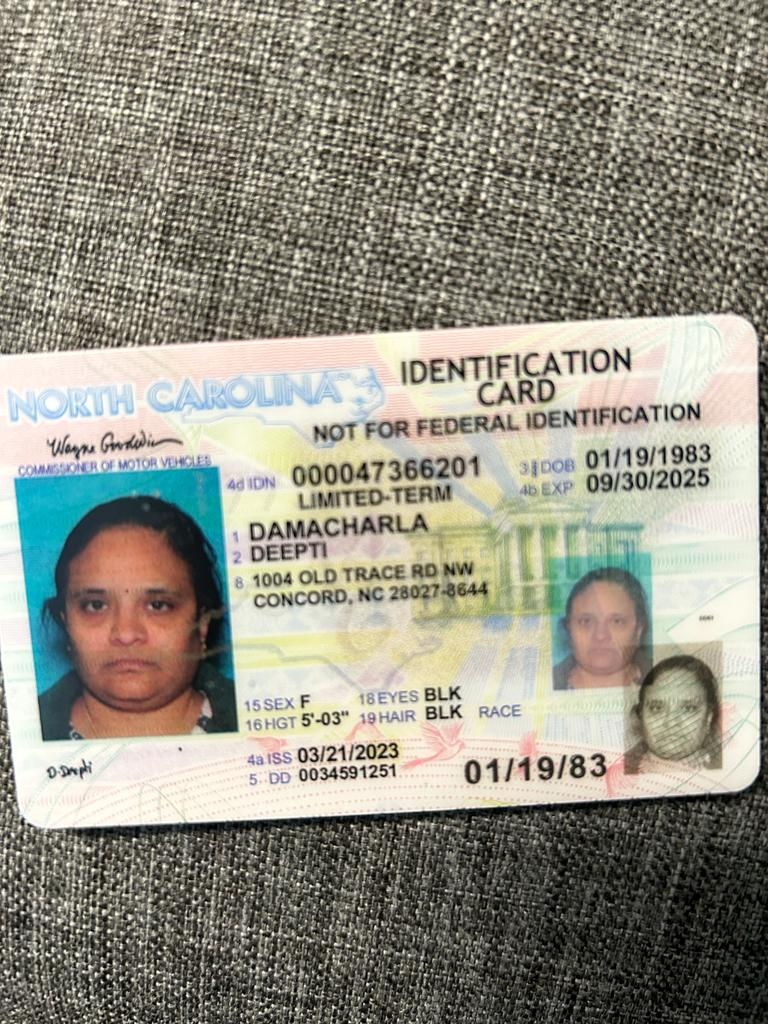 NORTH CAROLINA
IDENTIFICATION
CARD
NOT FOR FEDERAL IDENTIFICATION
COMMISSIONER OF MOTOR VEHICLES
4d IDN 000047366201
LIMITED-TERM
3 DOB 01/19/1983
4b EXP 09/30/2025
1 DAMACHARLA
2 DEEPTI
8 1004 OLD TRACE RD NW
CONCORD, NC 28027-8644
15 SEX F 18 EYES BLK
16 HGT 5'-03" 19 HAIR BLK RACE
4a ISS 03/21/2023
5 DD 0034591251
01/19/83
D.Deepti